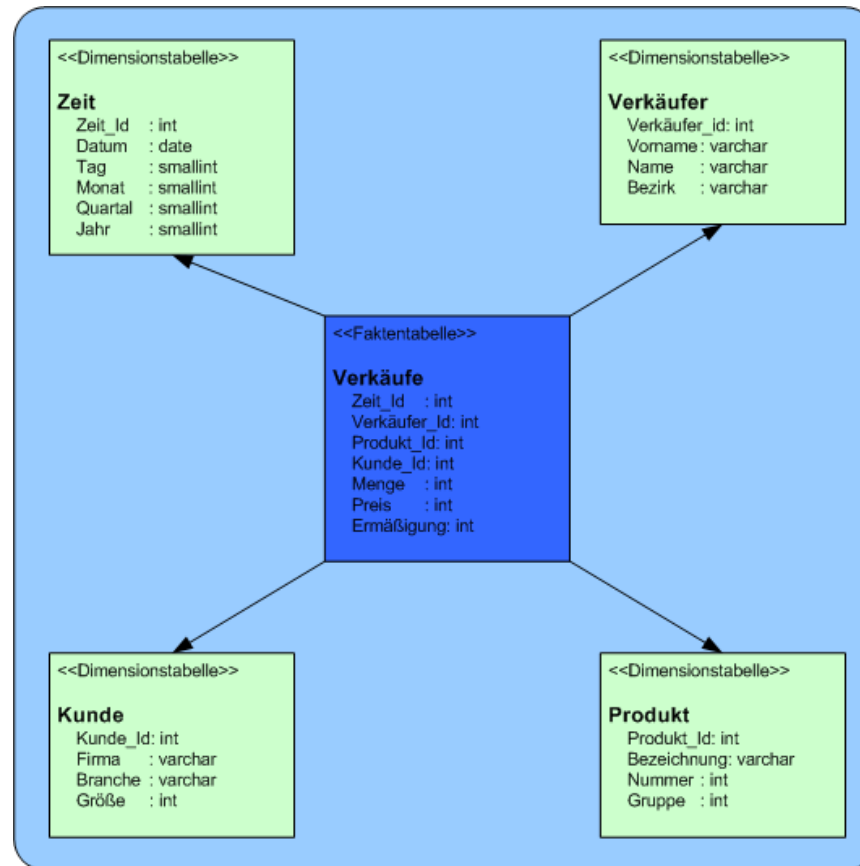 <<Dimensionstabelle>>
Zeit
Zeit_Id : int
Datum : date
Tag : smallint
Monat : smallint
Quartal : smallint
Jahr : smallint
<<Dimensionstabelle>>
Verkäufer
Verkäufer_id: int
Vorname : varchar
Name : varchar
Bezirk : varchar
<<Faktentabelle>>
Verkäufe
Zeit_Id : int
Verkäufer_Id: int
Produkt_Id: int
Kunde_Id: int
Menge : int
Preis : int
Ermäßigung: int
<<Dimensionstabelle>>
Kunde
Kunde_Id: int
Firma : varchar
Branche : varchar
Größe : int
<<Dimensionstabelle>>
Produkt
Produkt_Id: int
Bezeichnung: varchar
Nummer : int
Gruppe : int